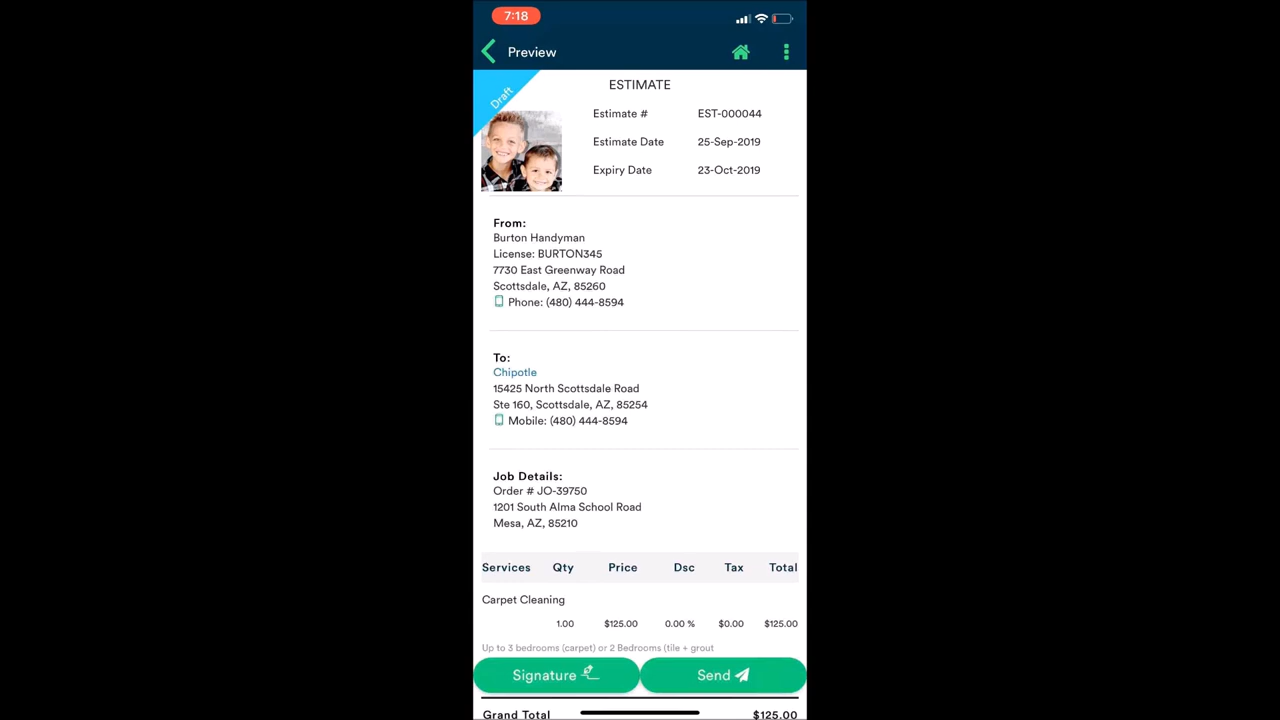 7:18
Preview
Draft
ESTIMATE
Estimate # EST-000044
Estimate Date 25-Sep-2019
Expiry Date 23-Oct-2019
From:
Burton Handyman
License: BURTON345
7730 East Greenway Road
Scottsdale, AZ, 85260
Phone: (480) 444-8594
To:
Chipotle
15425 North Scottsdale Road
Ste 160, Scottsdale, AZ, 85254
Mobile: (480) 444-8594
Job Details:
Order # JO-39750
1201 South Alma School Road
Mesa, AZ, 85210
Services Qty Price Dsc Tax Total
Carpet Cleaning
1.00 $125.00 0.00 % $0.00 $125.00
Up to 3 bedrooms (carpet) or 2 Bedrooms (tile + grout
Signature Send
Grand Total $125.00